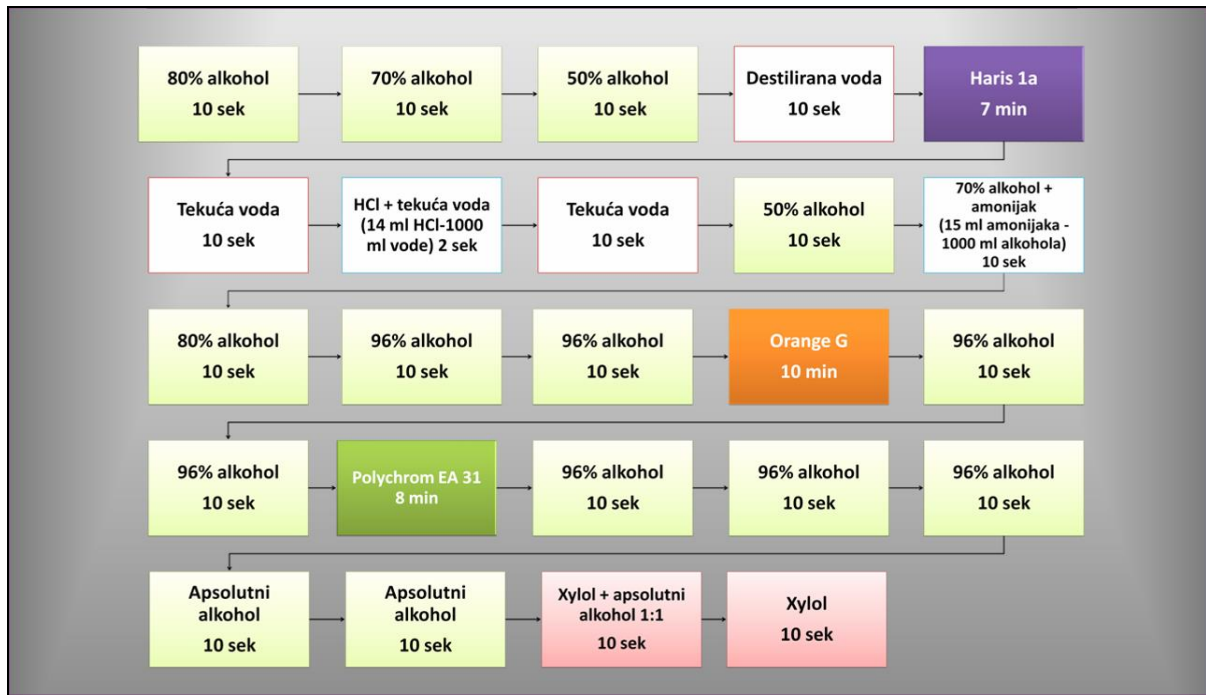 80% alkohol
10 sek
70% alkohol
10 sek
50% alkohol
10 sek
Destilirana voda
10 sek
Haris 1a
7 min
Tekuća voda
10 sek
HCl + tekuća voda
(14 ml HCl-1000
ml vode) 2 sek
Tekuća voda
10 sek
50% alkohol
10 sek
70% alkohol +
amonijak
(15 ml amonijaka -
1000 ml alkohola)
10 sek
80% alkohol
10 sek
96% alkohol
10 sek
96% alkohol
10 sek
Orange G
10 min
96% alkohol
10 sek
96% alkohol
10 sek
Polychrom EA 31
8 min
96% alkohol
10 sek
96% alkohol
10 sek
96% alkohol
10 sek
Apsolutni
alkohol
10 sek
Apsolutni
alkohol
10 sek
Xylol + apsolutni
alkohol 1:1
10 sek
Xylol
10 sek